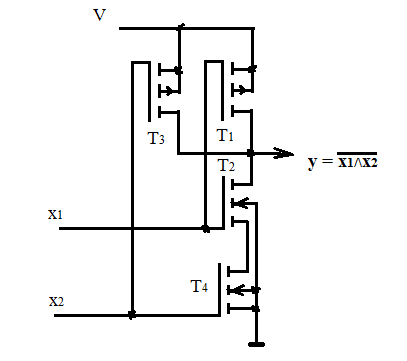 V
T3
T1
T2
y = x1/\x2
x1
T4
x2